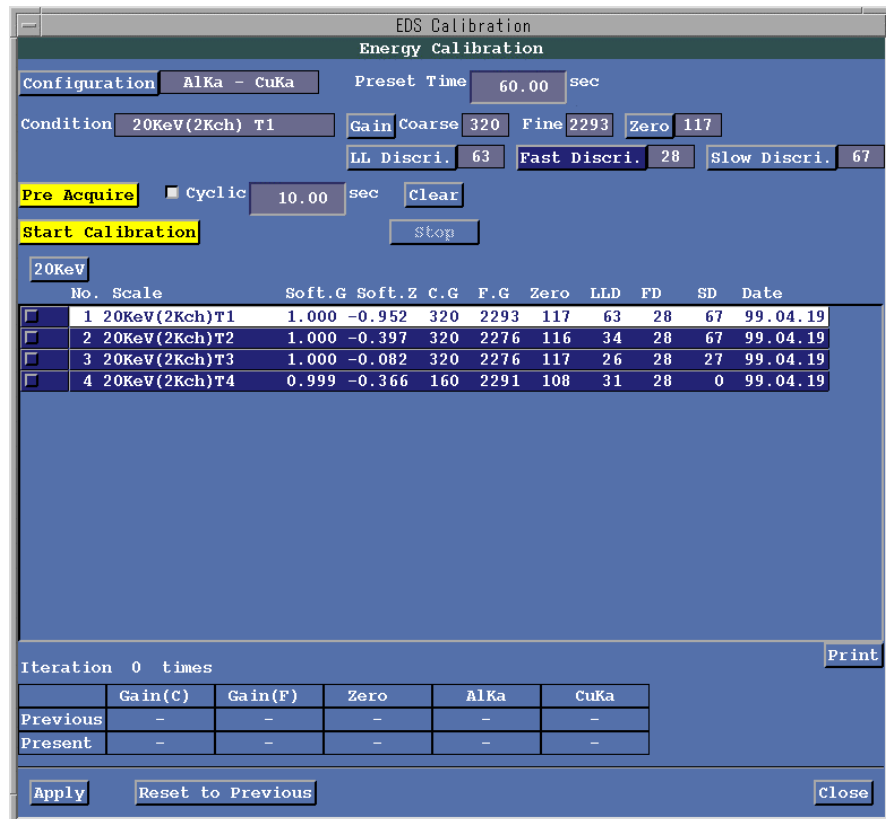 EDS Calibration
Energy Calibration
Configuration AlKa - CuKa Preset Time 60.00 sec
Condition 20KeV(2Kch) T1 Gain Coarse 320 Fine 2293 Zero 117
LL Discri. 63 Fast Discri. 28 Slow Discri. 67
Pre Acquire Cyclic 10.00 sec Clear
Start Calibration Stop
20KeV
No. Scale Soft.G Soft.Z C.G F.G Zero LLD FD SD Date
1 20KeV(2Kch)T1 1.000 -0.952 320 2293 117 63 28 67 99.04.19
2 20KeV(2Kch)T2 1.000 -0.397 320 2276 116 34 28 67 99.04.19
3 20KeV(2Kch)T3 1.000 -0.082 320 2276 117 26 28 27 99.04.19
4 20KeV(2Kch)T4 0.999 -0.366 160 2291 108 31 28 0 99.04.19
Print
Iteration 0 times
Gain(C) Gain(F) Zero AlKa CuKa
Previous - - - - -
Present - - - - -
Apply Reset to Previous Close